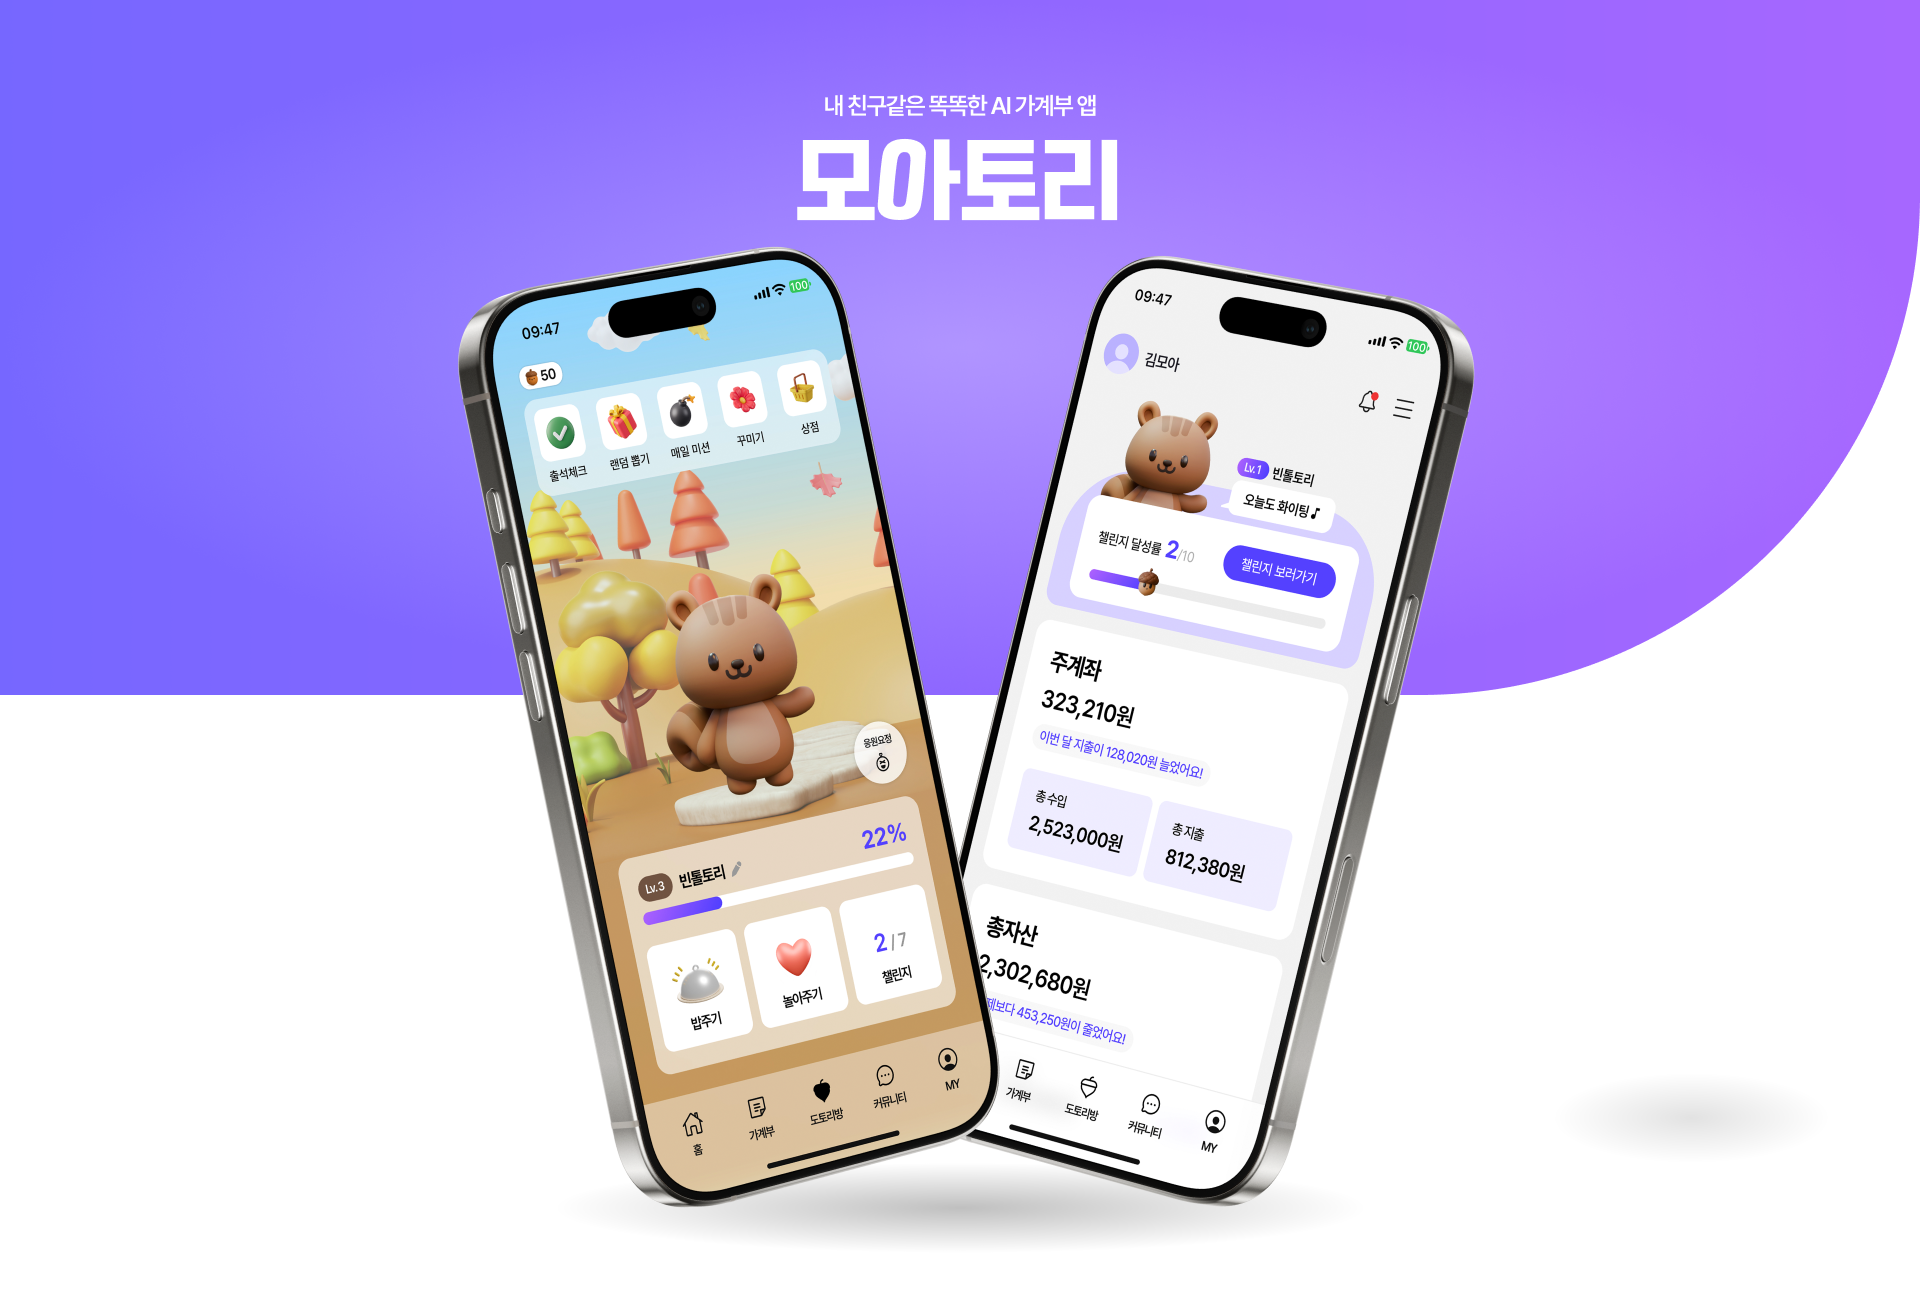 내 친구같은 똑똑한 AI 가계부 앱
모아토리
09:47
100
50
출석체크
랜덤 뽑기
매일 미션
꾸미기
상점
응원요정
22%
Lv.3 빈톨토리
밥주기
놀아주기
2 / 7
챌린지
홈
가계부
도토리방
커뮤니티
MY
09:47
100
김모아
Lv.1 빈톨토리
오늘도 화이팅♪
챌린지 달성률 2/10
챌린지 보러가기
주계좌
323,210원
이번 달 지출이 128,020원 늘었어요!
총 수입
2,523,000원
총 지출
812,380원
총자산
2,302,680원
제보다 453,250원이 줄었어요!
가계부
도토리방
커뮤니티
MY